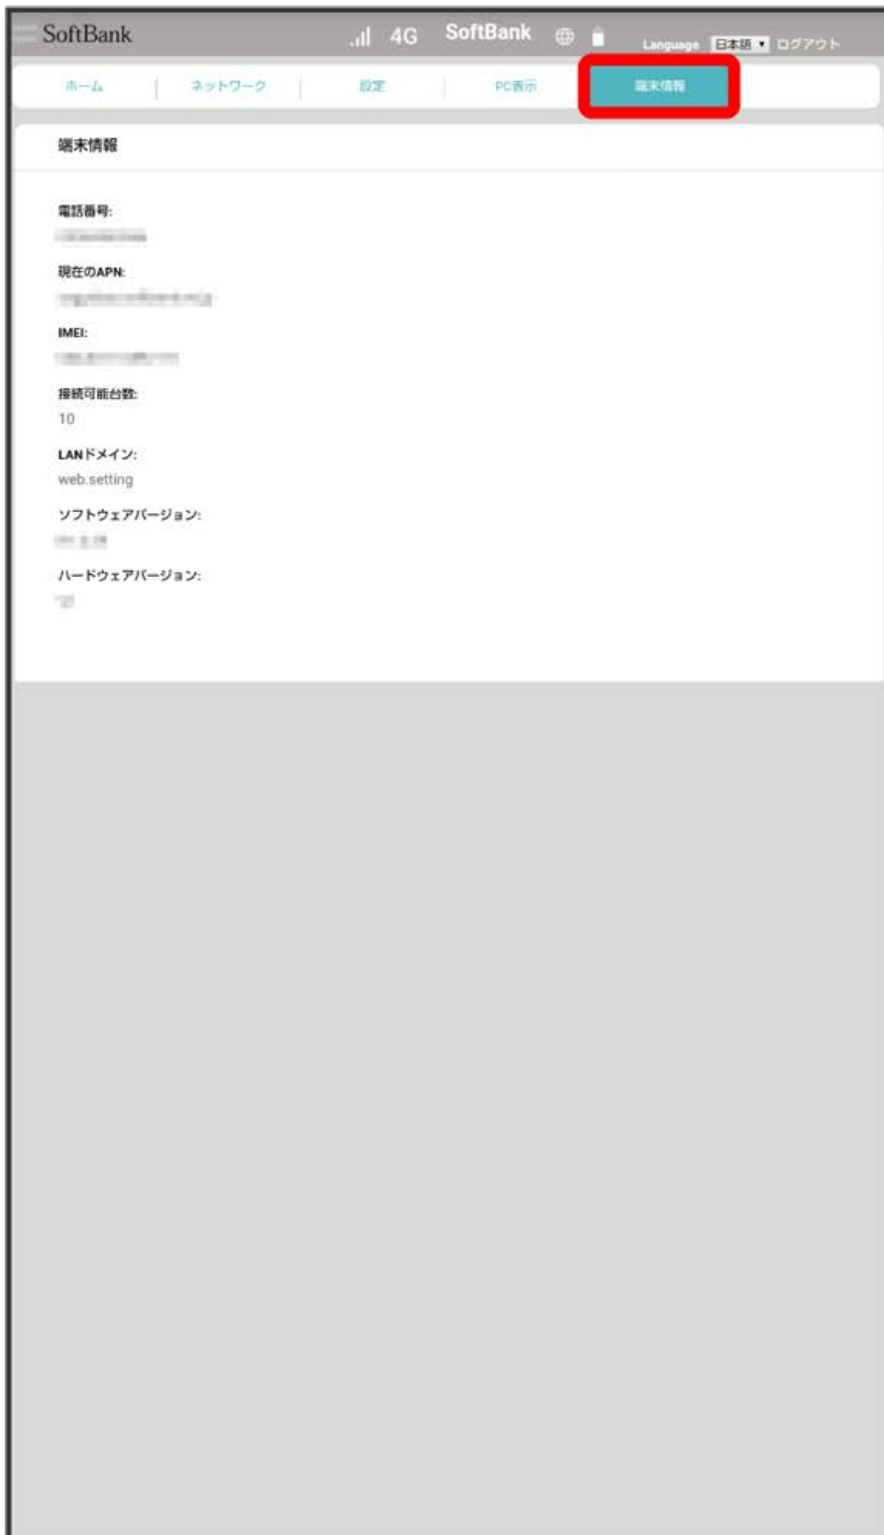 SoftBank 4G SoftBank Language 日本語 ログアウト
ホーム ネットワーク 設定 PC表示 端末情報
端末情報
電話番号:
現在のAPN:
IMEI:
接続可能台数:
10
LANドメイン:
web.setting
ソフトウェアバージョン:
ハードウェアバージョン: